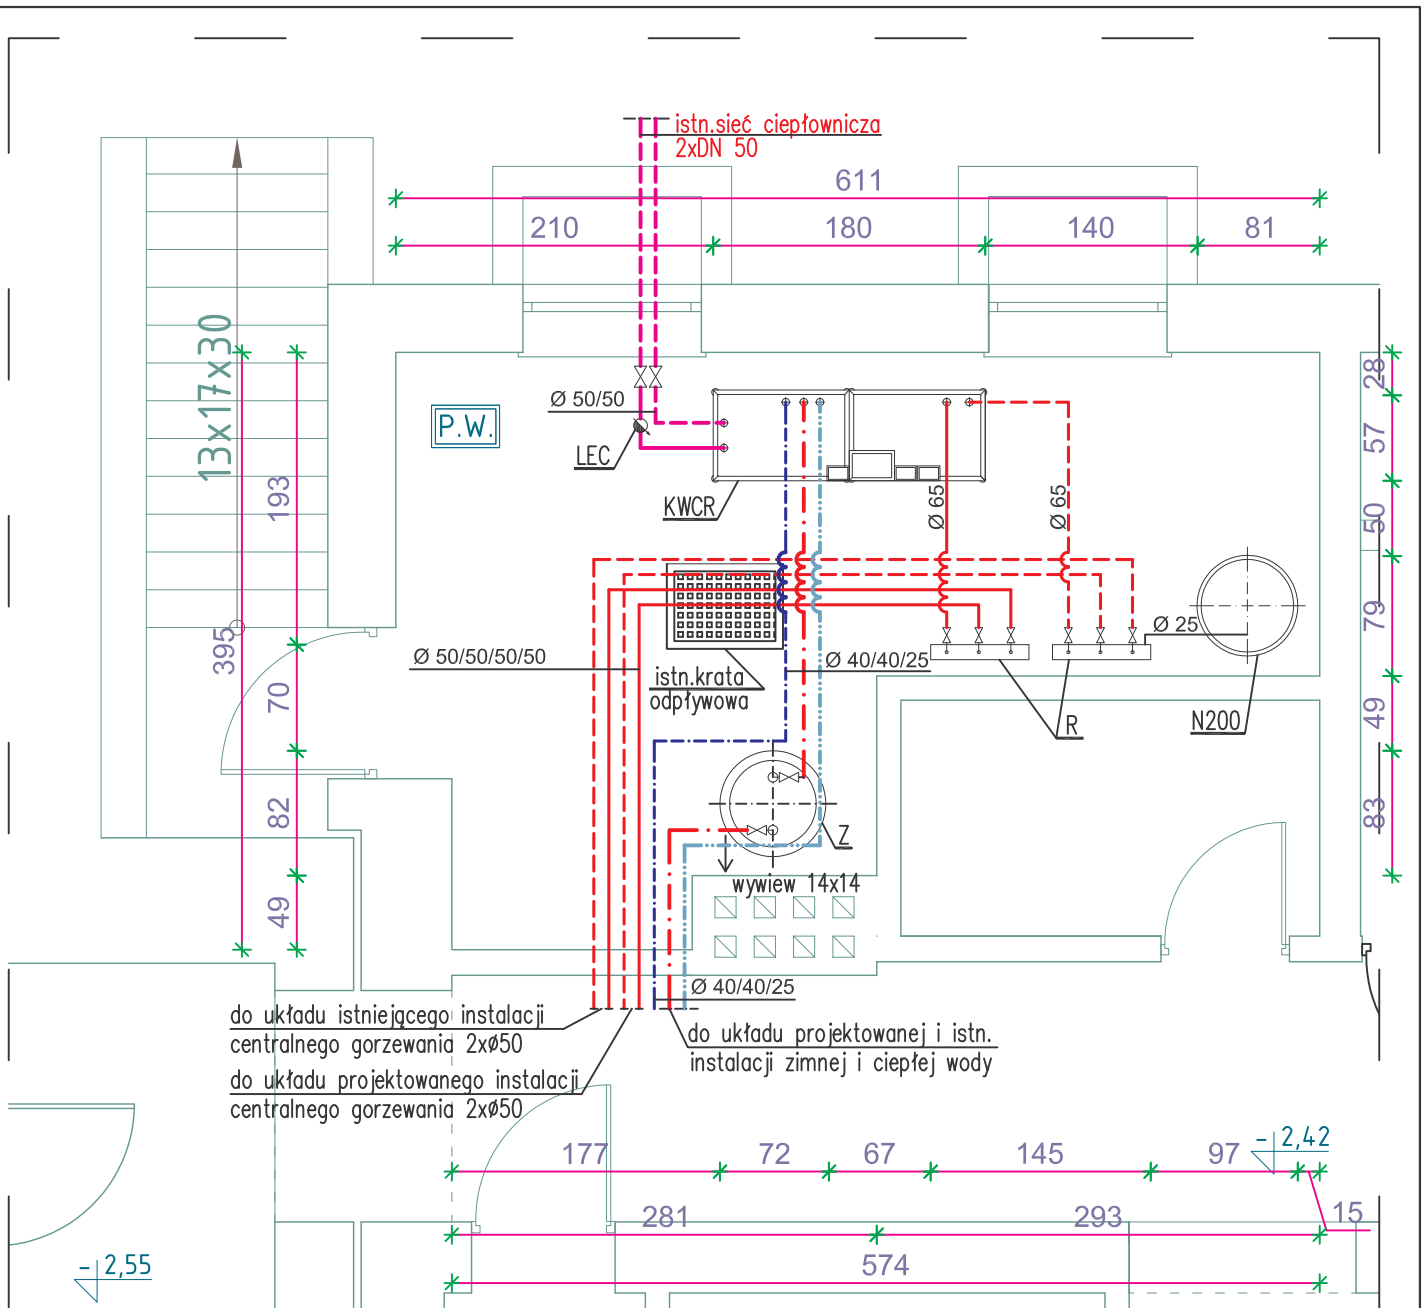 istn.sieć ciepłownicza
2xDN 50
611
210
180
140
81
13x17x30
28
Ø 50/50
P.W.
LEC
57
KWCR
193
Ø 65
Ø 65
50
79
Ø 25
395
Ø 50/50/50/50
istn.krata
odpływowa
Ø 40/40/25
70
R
N200
49
82
Z
83
wywiew 14x14
49
Ø 40/40/25
do układu istniejącego instalacji
centralnego gorzewania 2xø50
do układu projektowanej i istn.
instalacji zimnej i ciepłej wody
do układu projektowanego instalacji
centralnego gorzewania 2xø50
177
72
67
145
97
- 2,42
281
293
15
- 2,55
574